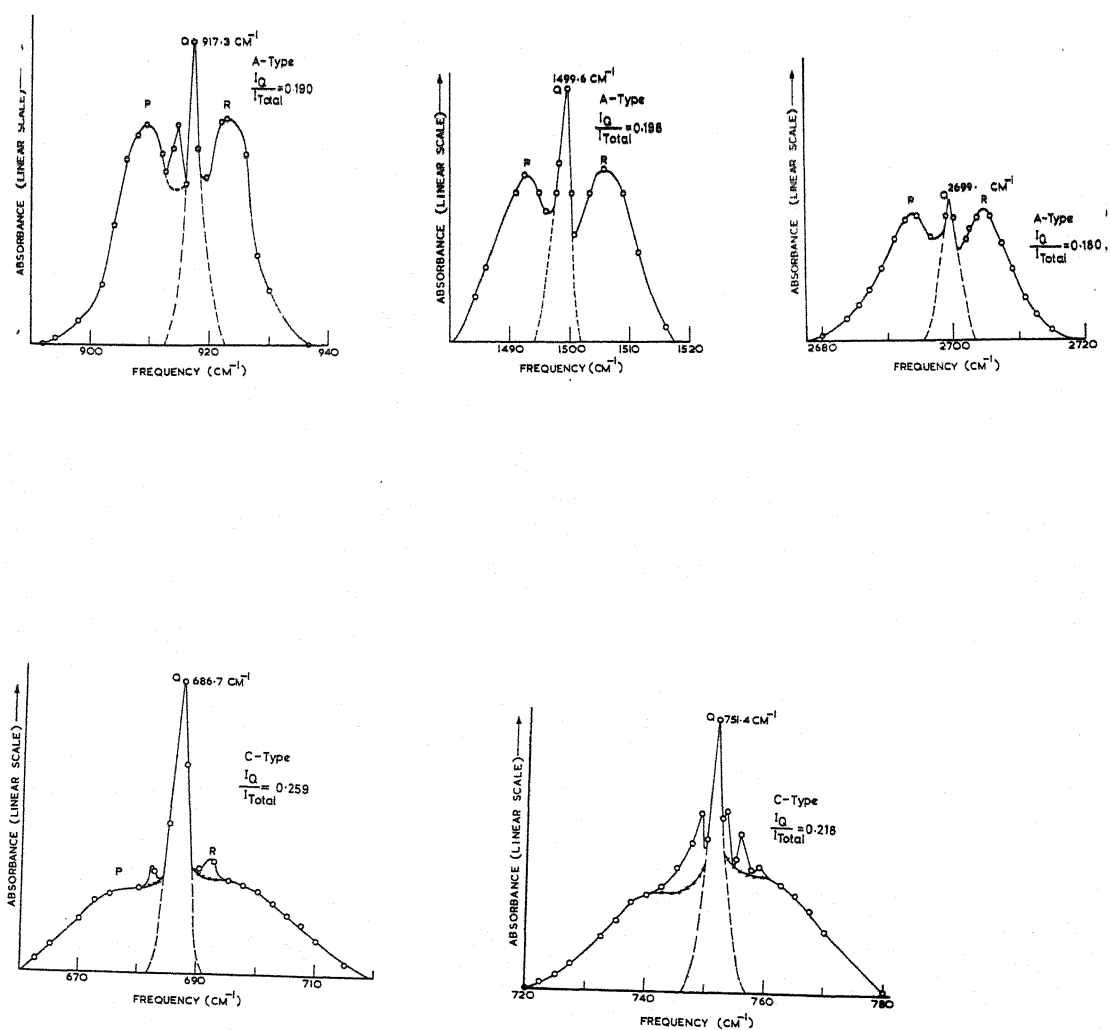 ABSORBANCE (LINEAR SCALE)
Q 917.3 CM⁻¹
A-Type
I_Q
I_Total =0.190
P
R
900
920
940
FREQUENCY (CM⁻¹)
ABSORBANCE (LINEAR SCALE)
1499.6 CM⁻¹
Q
A-Type
I_Q
I_Total =0.198
P
R
1490
1500
1510
1520
FREQUENCY (CM⁻¹)
ABSORBANCE (LINEAR SCALE)
2699. CM⁻¹
Q
P
R
A-Type
I_Q
I_Total =0.180,
2680
2700
2720
FREQUENCY (CM⁻¹)
ABSORBANCE (LINEAR SCALE)
Q 686.7 CM⁻¹
C-Type
I_Q
I_Total = 0.259
P
R
670
690
710
FREQUENCY (CM⁻¹)
ABSORBANCE (LINEAR SCALE)
Q 751.4 CM⁻¹
C-Type
I_Q
I_Total =0.218
720
740
760
780
FREQUENCY (CM⁻¹)